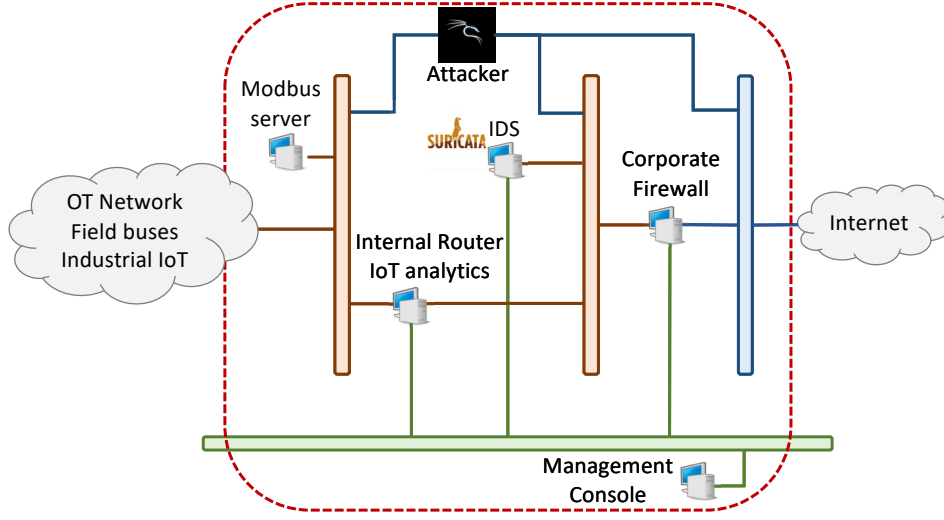 Attacker
Modbus
server
SURICATA
IDS
Corporate
Firewall
OT Network
Field buses
Industrial IoT
Internal Router
IoT analytics
Internet
Management
Console